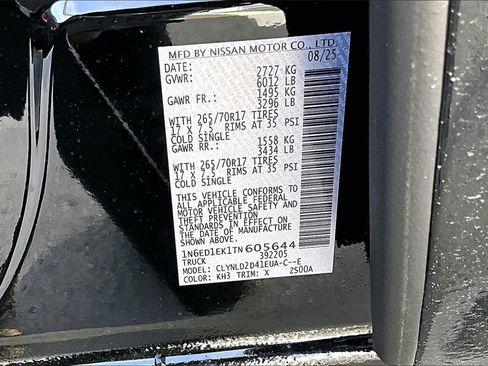 MFD BY NISSAN MOTOR CO., LTD.
DATE: 08/25
GVWR: 2727 KG
6012 LB
GAWR FR.: 1495 KG
3296 LB
WITH 265/70R17 TIRES
17 X 7.5 RIMS AT 35 PSI
COLD SINGLE
GAWR RR.: 1558 KG
3434 LB
WITH 265/70R17 TIRES
17 X 7.5 RIMS AT 35 PSI
COLD SINGLE
THIS VEHICLE CONFORMS TO
ALL APPLICABLE FEDERAL
MOTOR VEHICLE SAFETY AND
THEFT PREVENTION
STANDARDS IN EFFECT ON
THE DATE OF MANUFACTURE
SHOWN ABOVE.
1N6ED1EK1TN605644
TRUCK 392205
MODEL: CLYNLD2D41EUA-C--E
COLOR: KH3 TRIM: X ZS00A